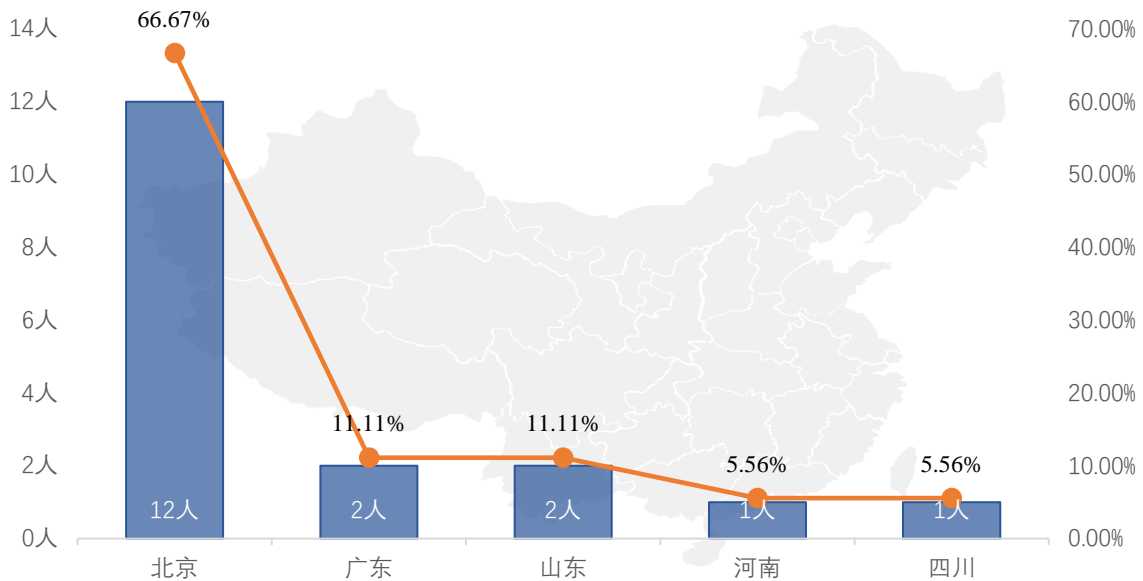 66.67%
14人
70.00%
12人
60.00%
10人
50.00%
8人
40.00%
6人
30.00%
4人
20.00%
11.11%
11.11%
5.56%
5.56%
2人
10.00%
12人
2人
2人
1人
1人
0人
0.00%
北京
广东
山东
河南
四川